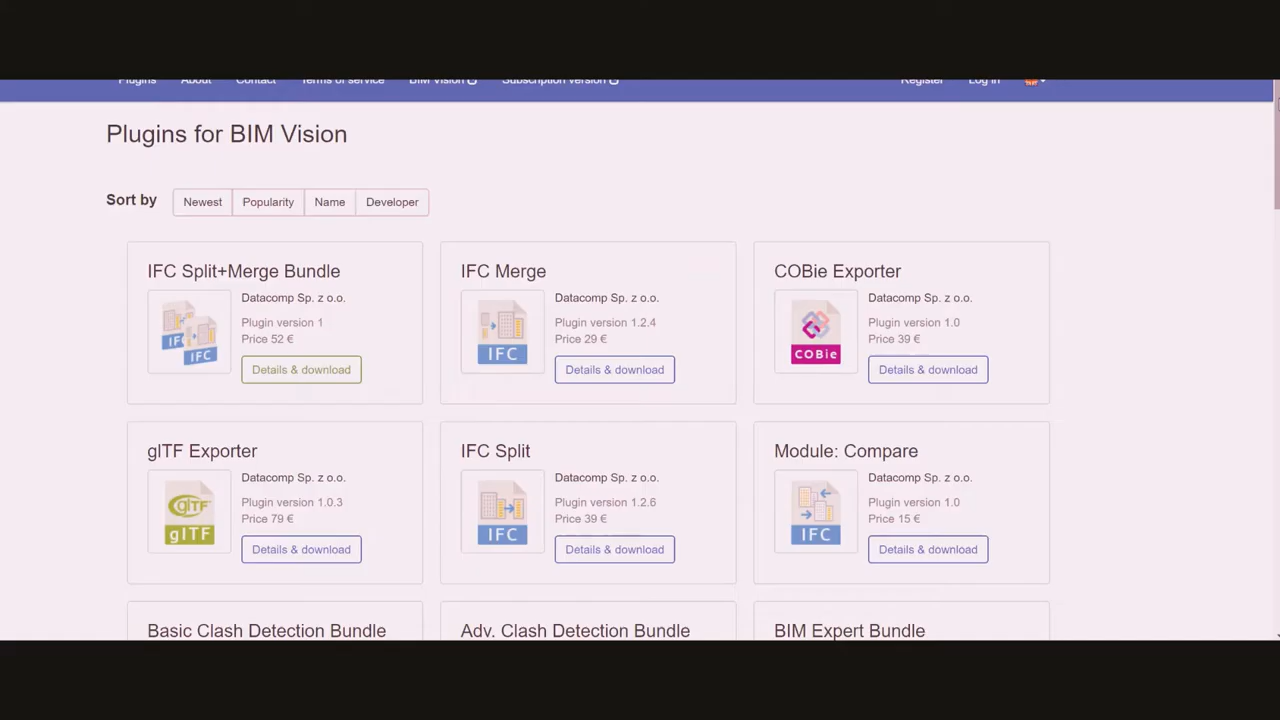 Plugins About Contact Terms of service BIM Vision Subscription version Register Log in
Plugins for BIM Vision
Sort by Newest Popularity Name Developer
IFC Split+Merge Bundle
Datacomp Sp. z o.o.
Plugin version 1
Price 52 €
Details & download
IFC
IFC
IFC Merge
Datacomp Sp. z o.o.
Plugin version 1.2.4
Price 29 €
Details & download
IFC
COBie Exporter
Datacomp Sp. z o.o.
Plugin version 1.0
Price 39 €
Details & download
COBie
glTF Exporter
Datacomp Sp. z o.o.
Plugin version 1.0.3
Price 79 €
Details & download
glTF
glTF
IFC Split
Datacomp Sp. z o.o.
Plugin version 1.2.6
Price 39 €
Details & download
IFC
Module: Compare
Datacomp Sp. z o.o.
Plugin version 1.0
Price 15 €
Details & download
IFC
Basic Clash Detection Bundle
Adv. Clash Detection Bundle
BIM Expert Bundle